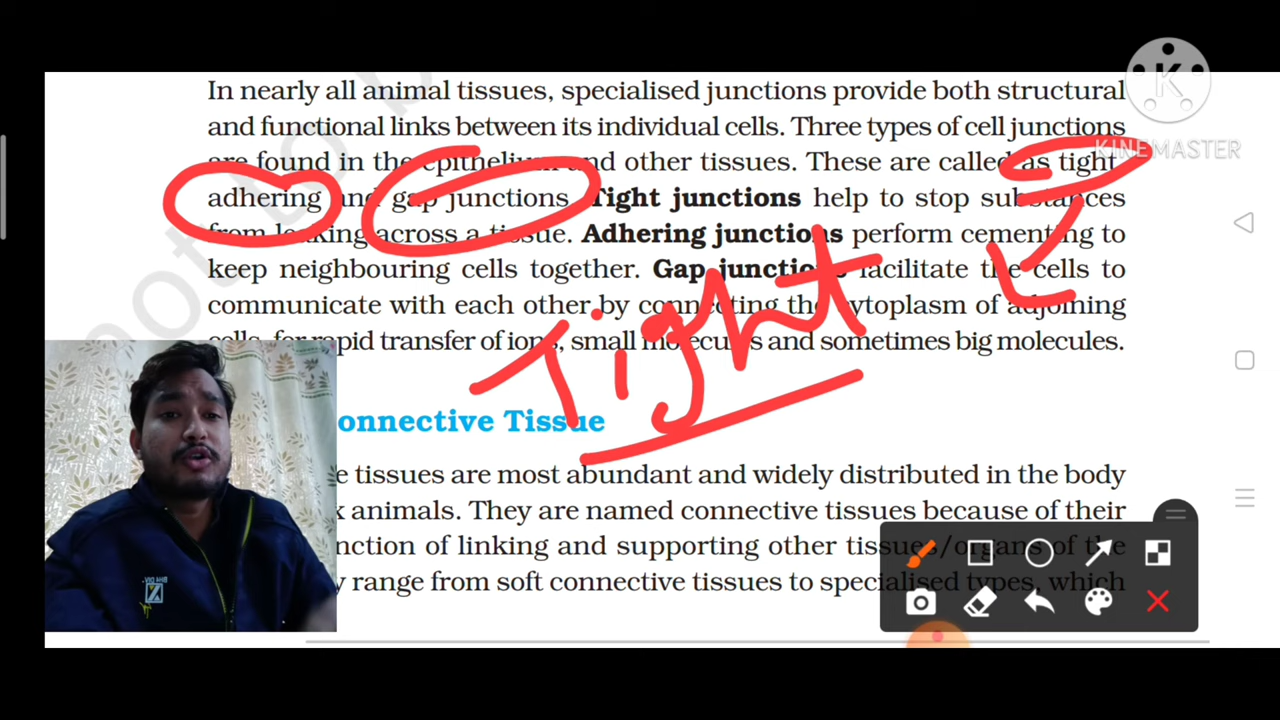 In nearly all animal tissues, specialised junctions provide both structural
and functional links between its individual cells. Three types of cell junctions
are found in the epithelium and other tissues. These are called as tight,
adhering and gap junctions. Tight junctions help to stop substances
from leaking across a tissue. Adhering junctions perform cementing to
keep neighbouring cells together. Gap junctions facilitate the cells to
communicate with each other by connecting the cytoplasm of adjoining
cells, for rapid transfer of ions, small molecules and sometimes big molecules.
Tight
onnective Tissue
e tissues are most abundant and widely distributed in the body
x animals. They are named connective tissues because of their
nction of linking and supporting other tissues/organs of the
y range from soft connective tissues to specialised types, which
not to b
K
KINEMASTER
Z